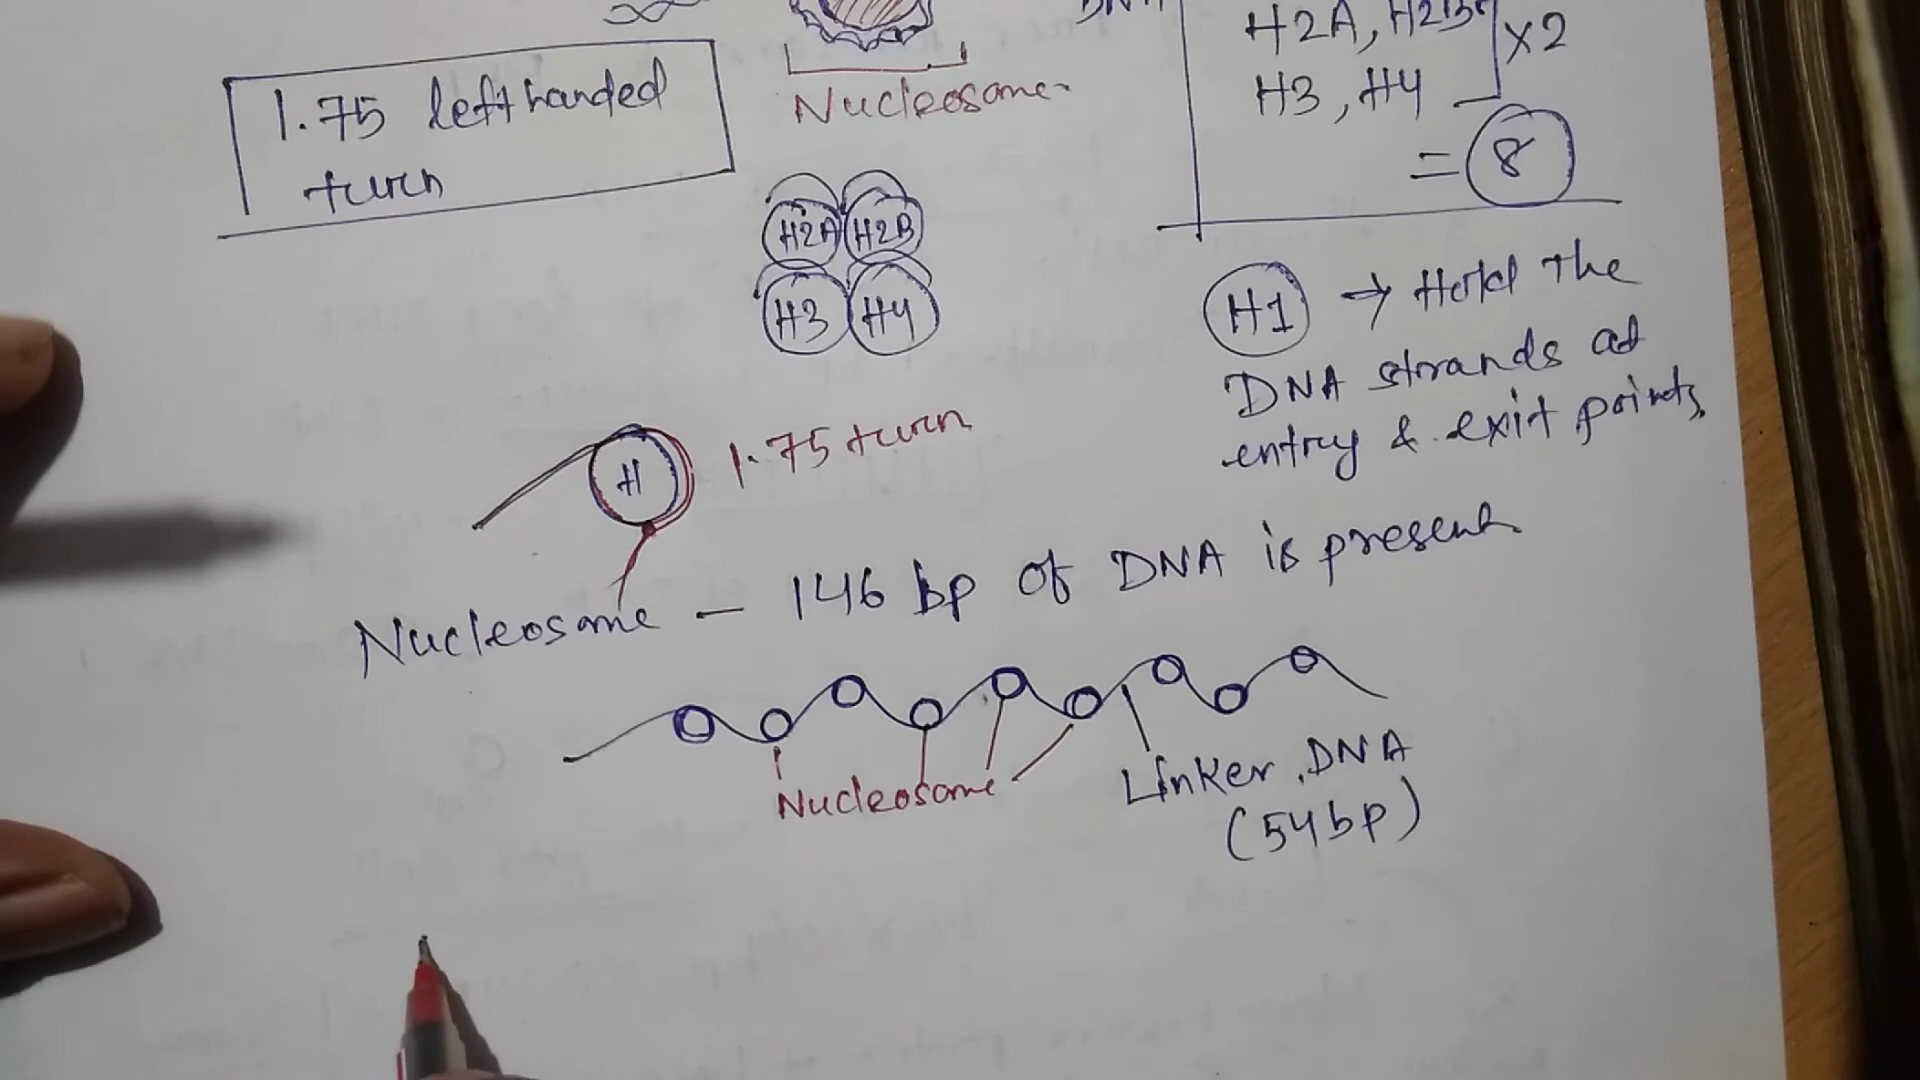 H2A, H2B
×2
H3, H4
= 8
1.75 left handed
turn
Nucleosome
H2A H2B
H3 H4
H1 → Hold the
DNA strands at
entry & exit points,
H
1.75 turn
Nucleosome - 146 bp of DNA is present
Nucleosome
Linker DNA
(54bp)